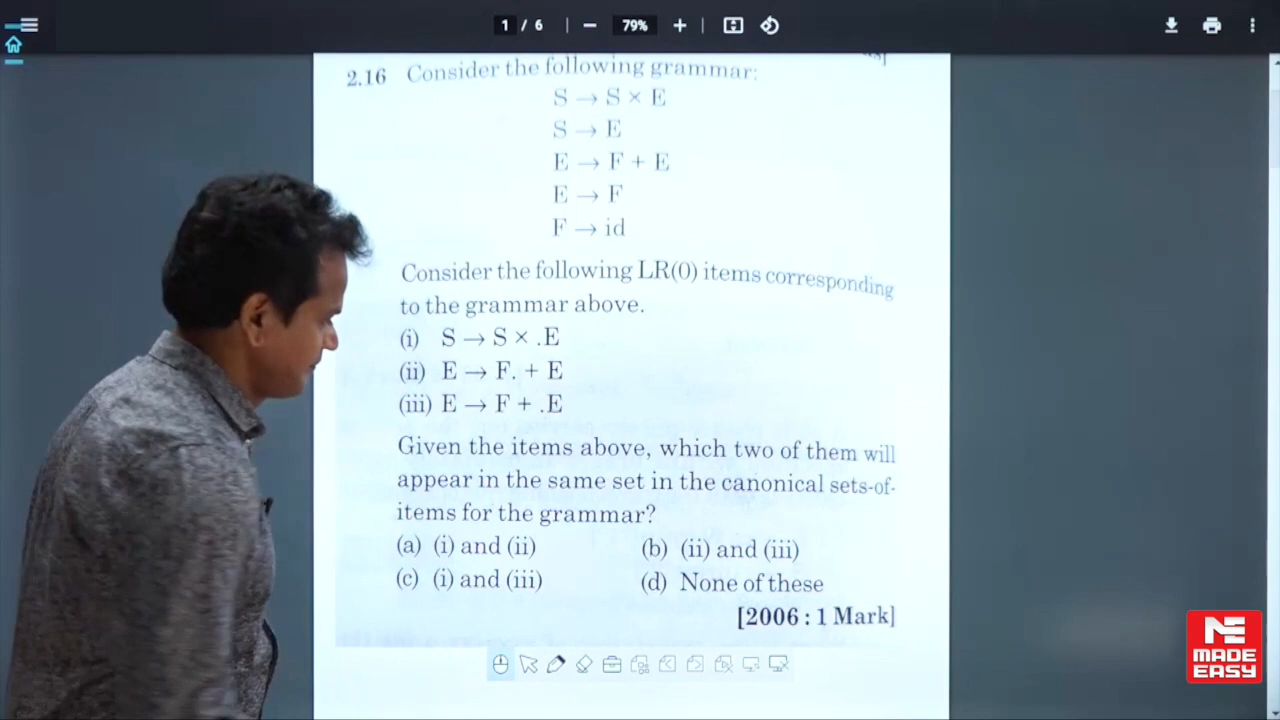 1 / 6
79%
2.16 Consider the following grammar:
S → S × E
S → E
E → F + E
E → F
F → id
Consider the following LR(0) items corresponding
to the grammar above.
(i) S → S × .E
(ii) E → F. + E
(iii) E → F + .E
Given the items above, which two of them will
appear in the same set in the canonical sets-of-
items for the grammar?
(a) (i) and (ii) (b) (ii) and (iii)
(c) (i) and (iii) (d) None of these
[2006 : 1 Mark]
ME
MADE
EASY